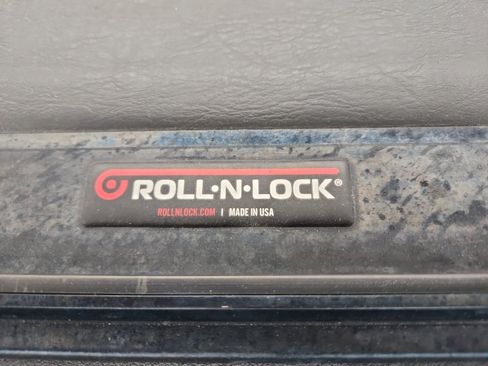 ROLL·N·LOCK®
ROLLNLOCK.COM | MADE IN USA